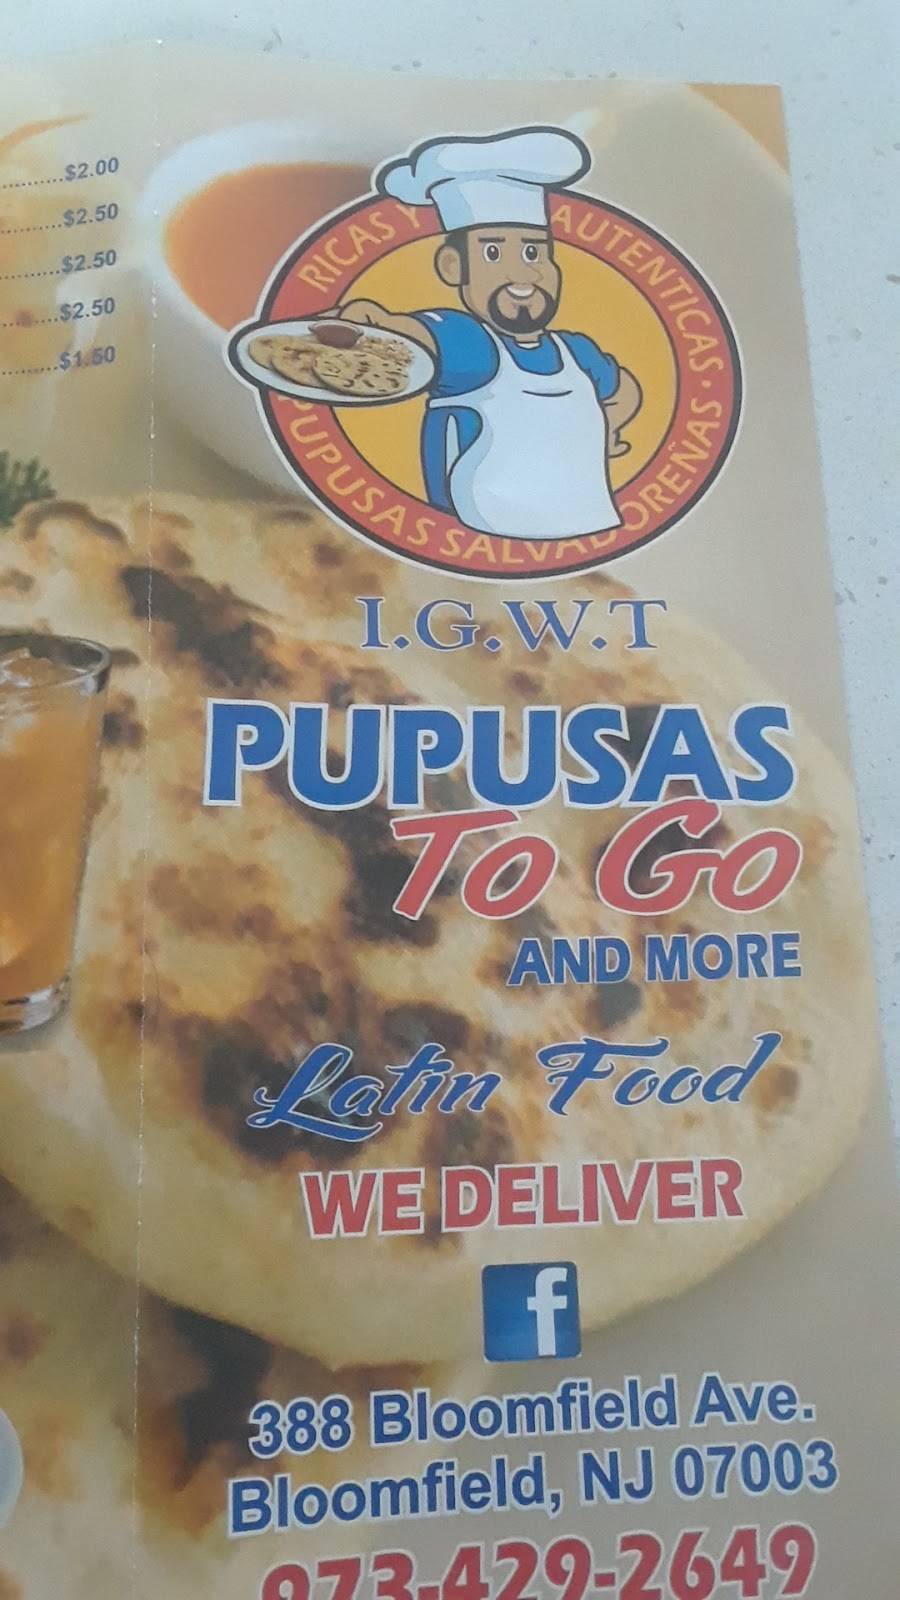 ..........$2.00
..........$2.50
..........$2.50
..........$2.50
..........$1.50
RICAS Y AUTENTICAS •
PUPUSAS SALVADOREÑAS •
I.G.W.T
PUPUSAS
TO GO
AND MORE
Latin Food
WE DELIVER
f
388 Bloomfield Ave.
Bloomfield, NJ 07003
973-429-2649